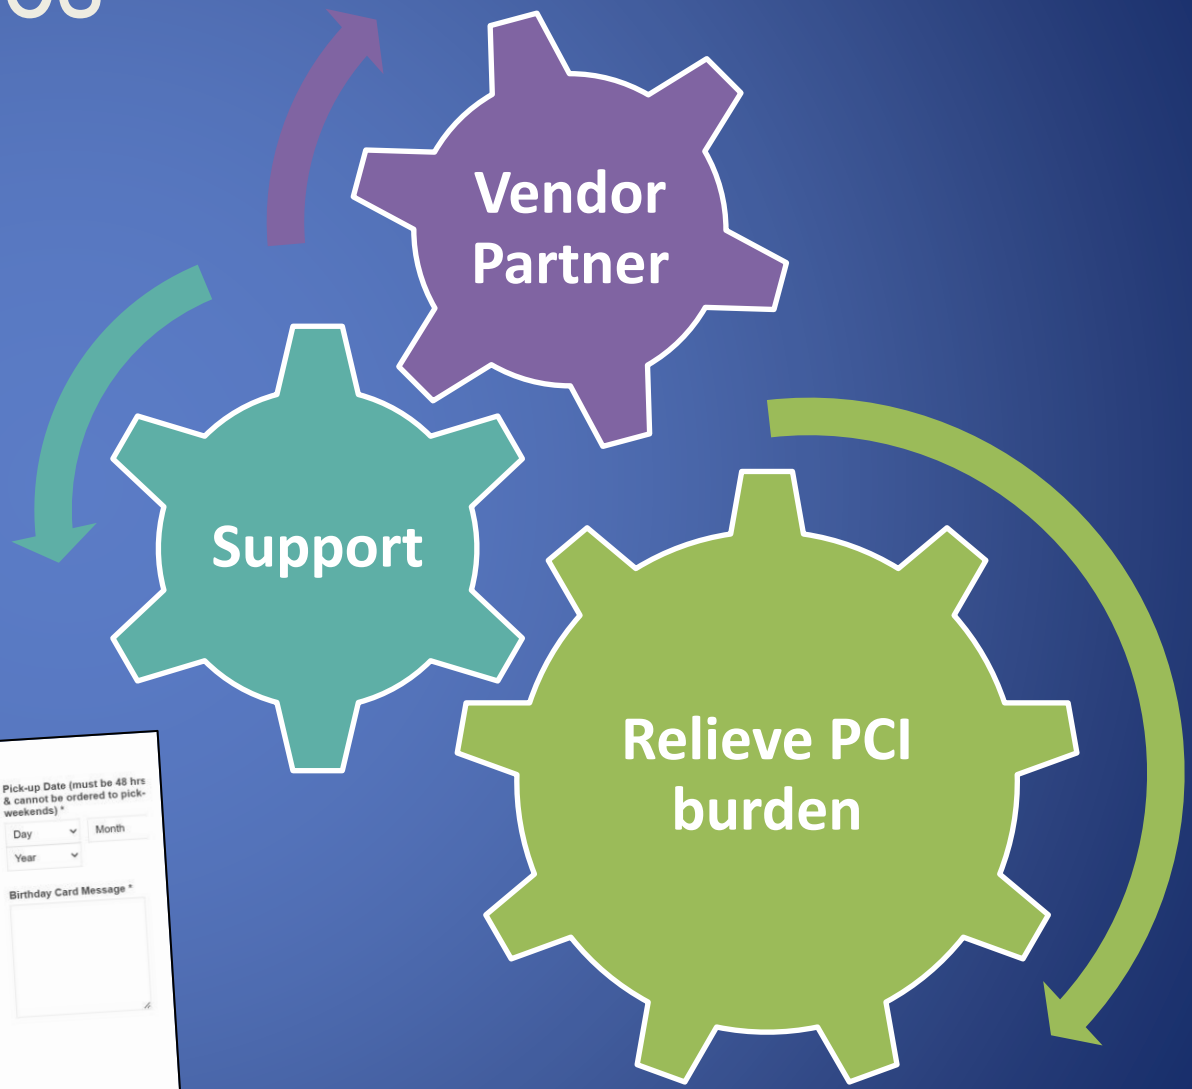 Vendor
Partner
Support
Relieve PCI
burden
Pick-up Date (must be 48 hrs
& cannot be ordered to pick-
weekends) *
Day
Month
Year
Birthday Card Message *